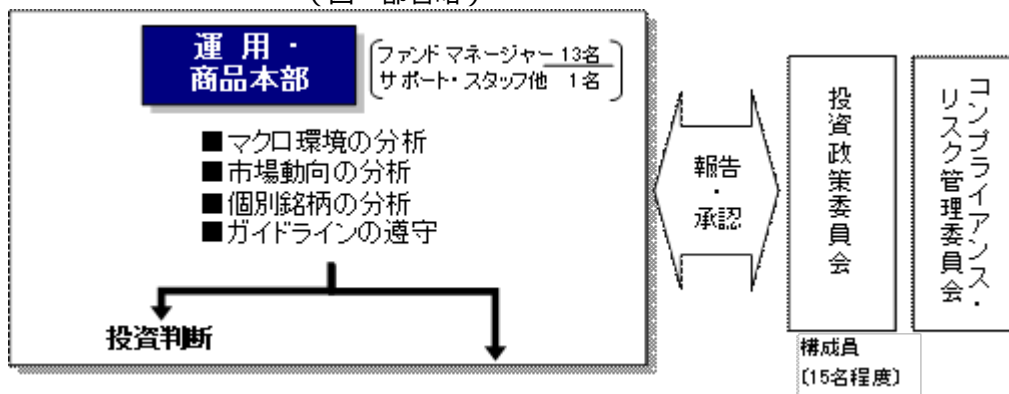 運用・
商品本部
ファンドマネージャー 13名
サポート・スタッフ他 1名
■マクロ環境の分析
■市場動向の分析
■個別銘柄の分析
■ガイドラインの遵守
投資判断
報告
・
承認
投資政策委員会
構成員
〔15名程度〕
コンプライアンス・
リスク管理委員会